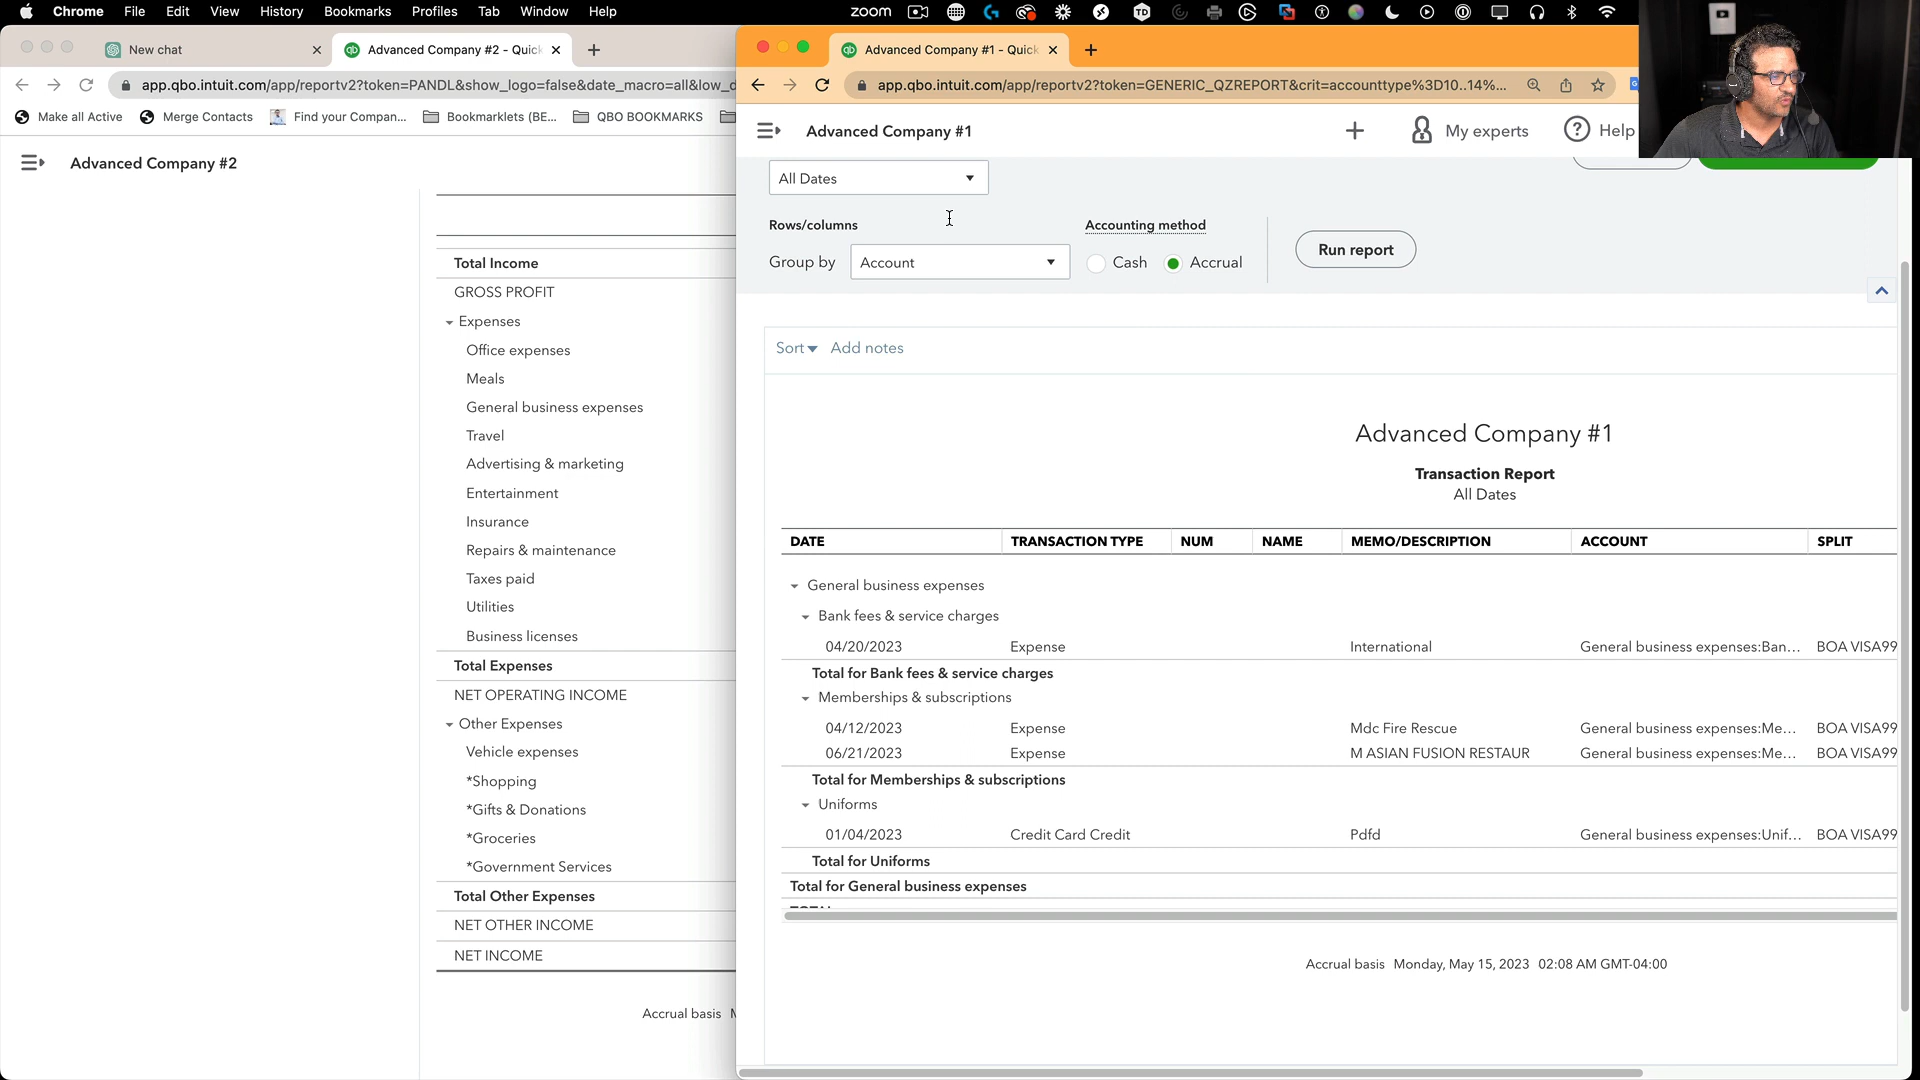 Chrome File Edit View History Bookmarks Profiles Tab Window Help zoom TD
New chat
Advanced Company #2 - Quick
app.qbo.intuit.com/app/reportv2?token=PANDL&show_logo=false&date_macro=all&low_d
Make all Active Merge Contacts Find your Compan... Bookmarklets (BE... QBO BOOKMARKS
Advanced Company #2
Total Income
GROSS PROFIT
Expenses
Office expenses
Meals
General business expenses
Travel
Advertising & marketing
Entertainment
Insurance
Repairs & maintenance
Taxes paid
Utilities
Business licenses
Total Expenses
NET OPERATING INCOME
Other Expenses
Vehicle expenses
*Shopping
*Gifts & Donations
*Groceries
*Government Services
Total Other Expenses
NET OTHER INCOME
NET INCOME
Accrual basis
Advanced Company #1 - Quick
app.qbo.intuit.com/app/reportv2?token=GENERIC_QZREPORT&crit=accounttype%3D10..14%...
Advanced Company #1 My experts Help
All Dates
Rows/columns Accounting method
Group by Account Cash Accrual Run report
Sort Add notes
Advanced Company #1
Transaction Report
All Dates
DATE TRANSACTION TYPE NUM NAME MEMO/DESCRIPTION ACCOUNT SPLIT
General business expenses
Bank fees & service charges
04/20/2023 Expense International General business expenses:Ban... BOA VISA99
Total for Bank fees & service charges
Memberships & subscriptions
04/12/2023 Expense Mdc Fire Rescue General business expenses:Me... BOA VISA99
06/21/2023 Expense M ASIAN FUSION RESTAUR General business expenses:Me... BOA VISA99
Total for Memberships & subscriptions
Uniforms
01/04/2023 Credit Card Credit Pdfd General business expenses:Unif... BOA VISA99
Total for Uniforms
Total for General business expenses
TOTAL
Accrual basis Monday, May 15, 2023 02:08 AM GMT-04:00